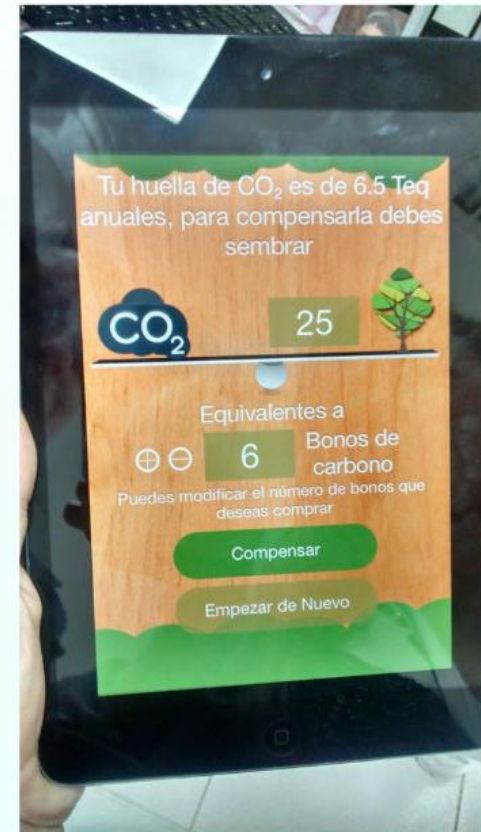 Tu huella de CO₂ es de 6.5 Teq
anuales, para compensarla debes
sembrar
CO₂
25
Equivalentes a
6 Bonos de
carbono
Puedes modificar el número de bonos que
deseas comprar
Compensar
Empezar de Nuevo